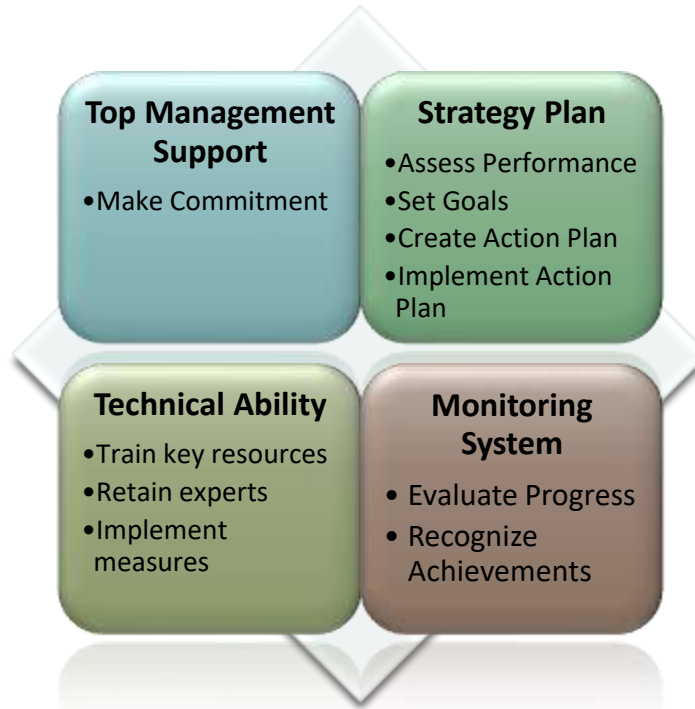 Top Management
Support
•Make Commitment
Strategy Plan
•Assess Performance
•Set Goals
•Create Action Plan
•Implement Action
Plan
Technical Ability
•Train key resources
•Retain experts
•Implement
measures
Monitoring
System
• Evaluate Progress
• Recognize
Achievements